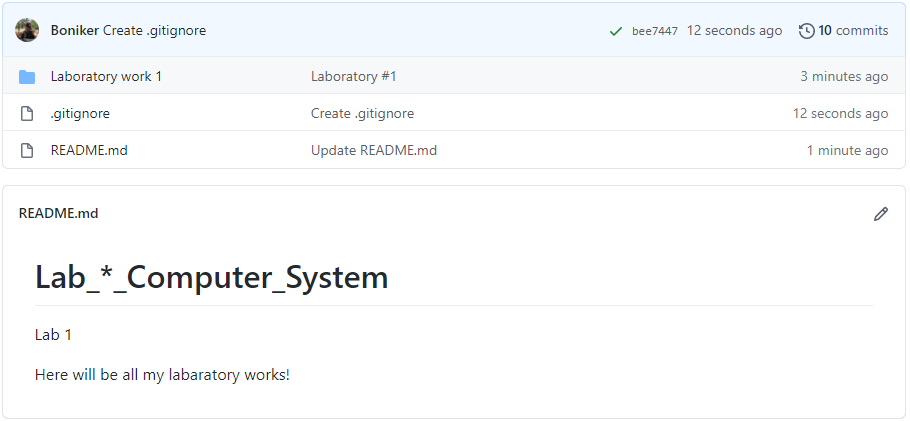 Boniker Create .gitignore bee7447 12 seconds ago 10 commits
Laboratory work 1 Laboratory #1 3 minutes ago
.gitignore Create .gitignore 12 seconds ago
README.md Update README.md 1 minute ago
README.md
Lab_*_Computer_System
Lab 1
Here will be all my labaratory works!